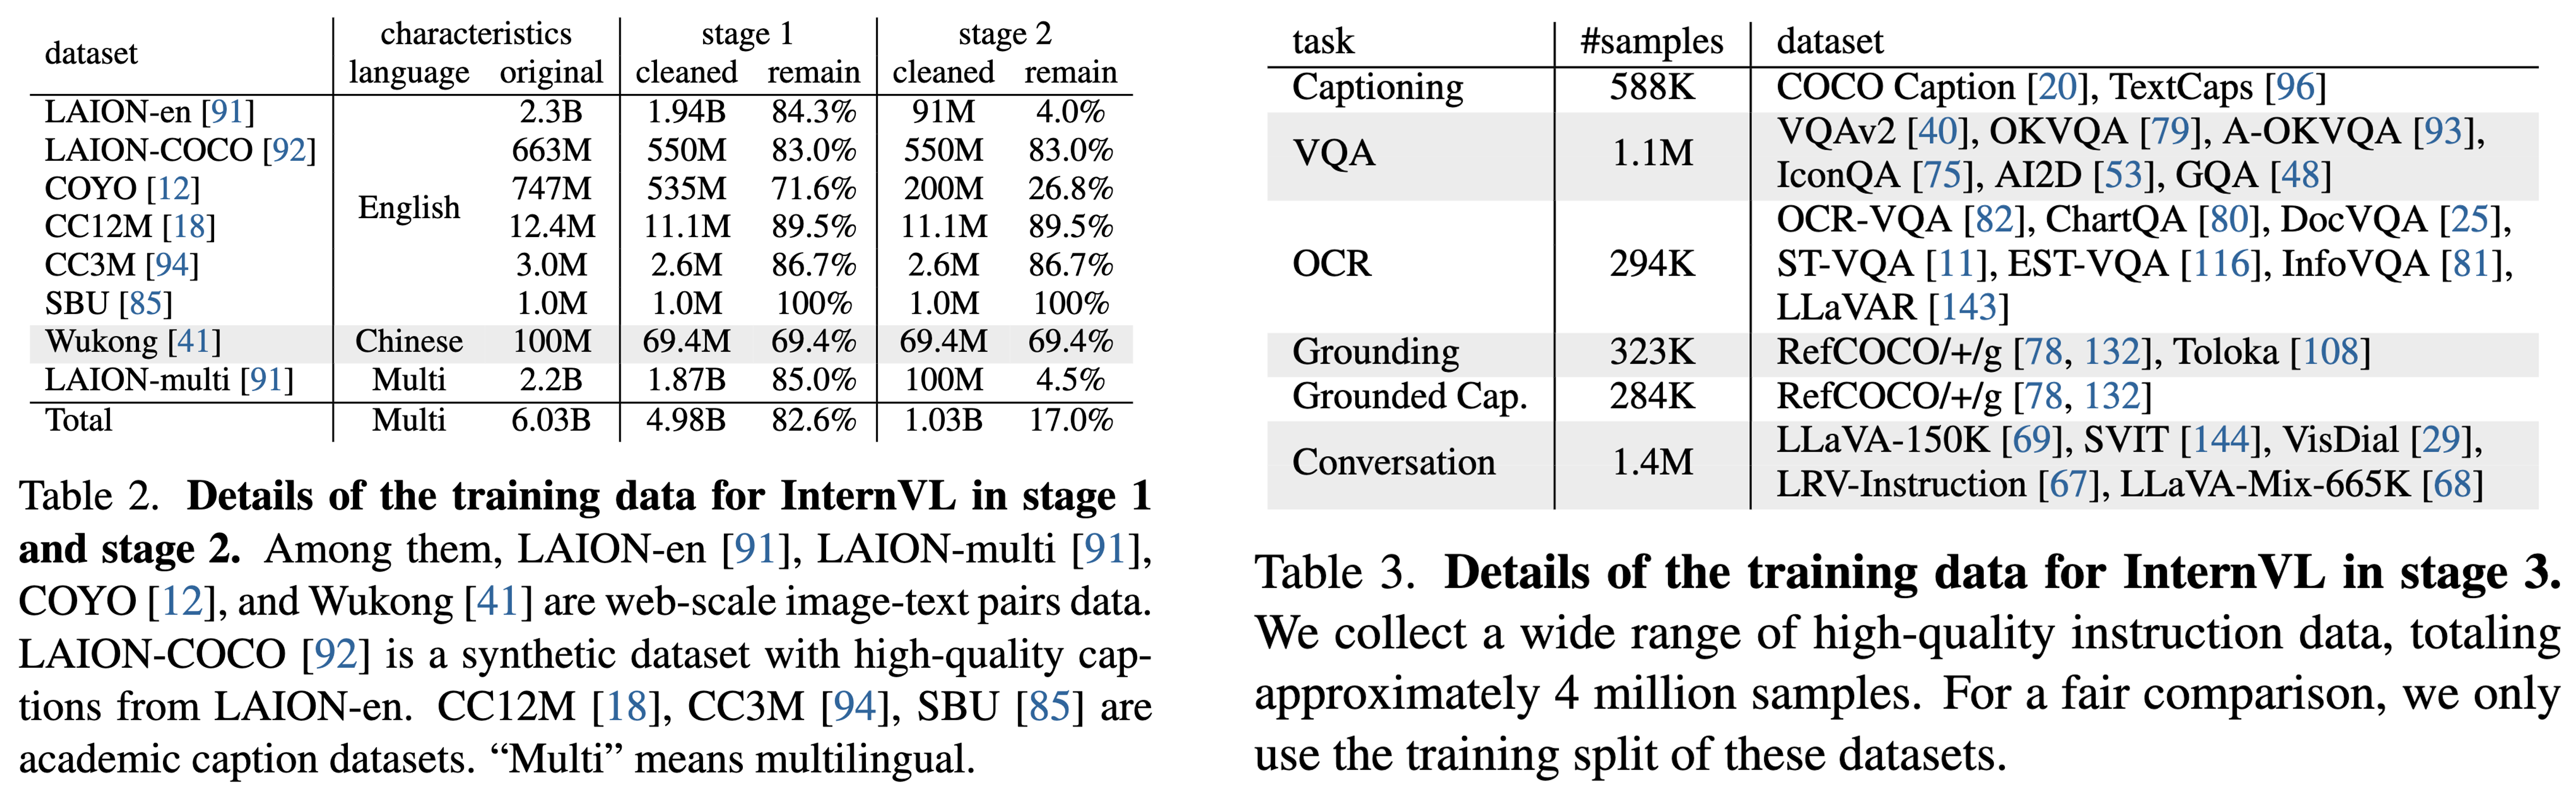 dataset characteristics stage 1 stage 2
language original cleaned remain cleaned remain
LAION-en [91] English 2.3B 1.94B 84.3% 91M 4.0%
LAION-COCO [92] 663M 550M 83.0% 550M 83.0%
COYO [12] 747M 535M 71.6% 200M 26.8%
CC12M [18] 12.4M 11.1M 89.5% 11.1M 89.5%
CC3M [94] 3.0M 2.6M 86.7% 2.6M 86.7%
SBU [85] 1.0M 1.0M 100% 1.0M 100%
Wukong [41] Chinese 100M 69.4M 69.4% 69.4M 69.4%
LAION-multi [91] Multi 2.2B 1.87B 85.0% 100M 4.5%
Total Multi 6.03B 4.98B 82.6% 1.03B 17.0%
Table 2. Details of the training data for InternVL in stage 1
and stage 2. Among them, LAION-en [91], LAION-multi [91],
COYO [12], and Wukong [41] are web-scale image-text pairs data.
LAION-COCO [92] is a synthetic dataset with high-quality cap-
tions from LAION-en. CC12M [18], CC3M [94], SBU [85] are
academic caption datasets. “Multi” means multilingual.
task #samples dataset
Captioning 588K COCO Caption [20], TextCaps [96]
VQA 1.1M VQAv2 [40], OKVQA [79], A-OKVQA [93],
IconQA [75], AI2D [53], GQA [48]
OCR 294K OCR-VQA [82], ChartQA [80], DocVQA [25],
ST-VQA [11], EST-VQA [116], InfoVQA [81],
LLaVAR [143]
Grounding 323K RefCOCO/+/g [78, 132], Toloka [108]
Grounded Cap. 284K RefCOCO/+/g [78, 132]
Conversation 1.4M LLaVA-150K [69], SVIT [144], VisDial [29],
LRV-Instruction [67], LLaVA-Mix-665K [68]
Table 3. Details of the training data for InternVL in stage 3.
We collect a wide range of high-quality instruction data, totaling
approximately 4 million samples. For a fair comparison, we only
use the training split of these datasets.